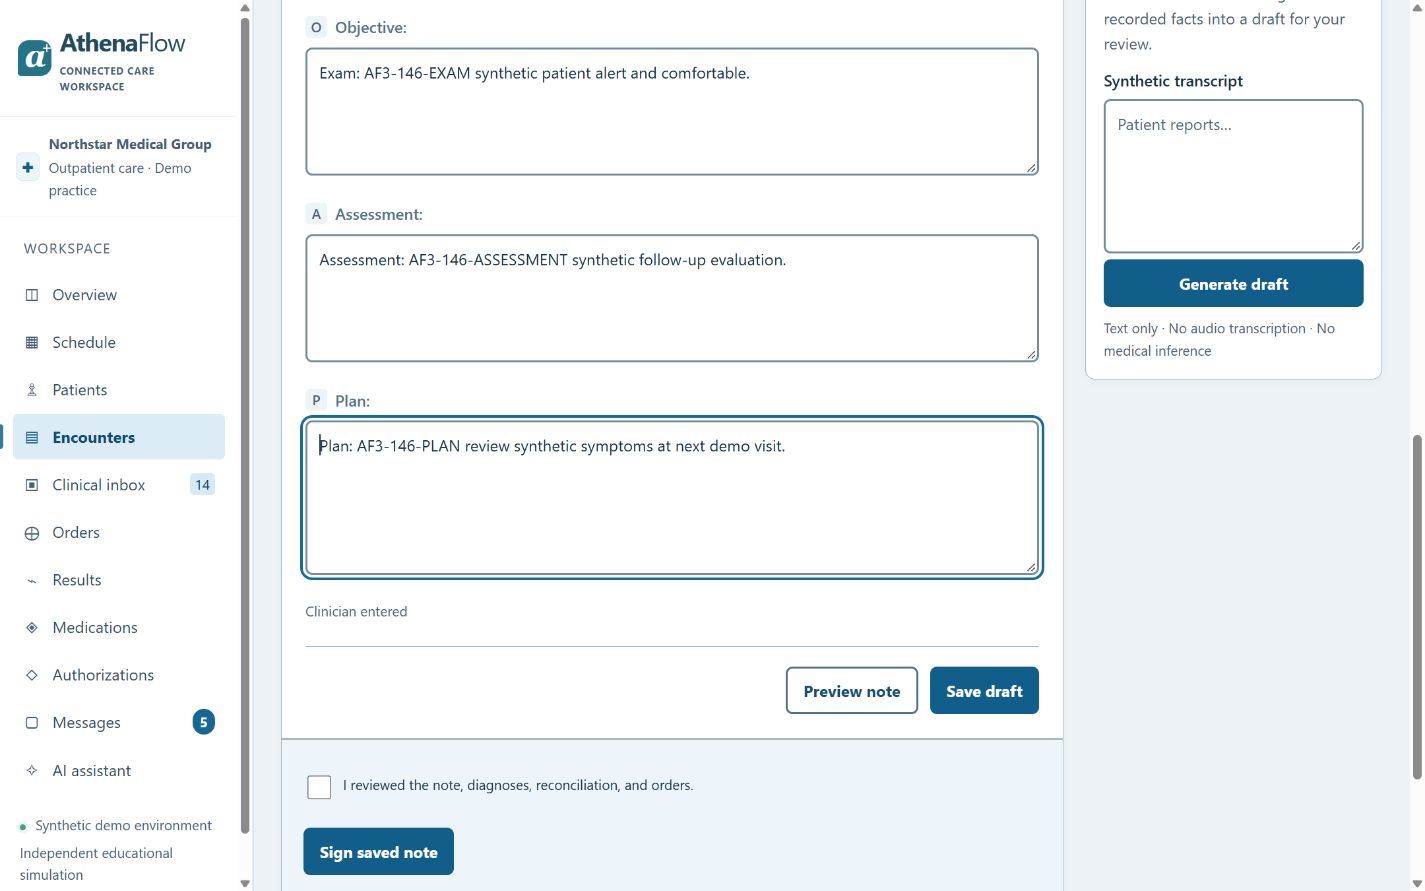 AthenaFlow
CONNECTED CARE
WORKSPACE
Northstar Medical Group
Outpatient care · Demo
practice
WORKSPACE
Overview
Schedule
Patients
Encounters
Clinical inbox 14
Orders
Results
Medications
Authorizations
Messages 5
AI assistant
Synthetic demo environment
Independent educational
simulation
O Objective:
Exam: AF3-146-EXAM synthetic patient alert and comfortable.
A Assessment:
Assessment: AF3-146-ASSESSMENT synthetic follow-up evaluation.
P Plan:
Plan: AF3-146-PLAN review synthetic symptoms at next demo visit.
Clinician entered
Preview note Save draft
I reviewed the note, diagnoses, reconciliation, and orders.
Sign saved note
recorded facts into a draft for your
review.
Synthetic transcript
Patient reports...
Generate draft
Text only · No audio transcription · No
medical inference